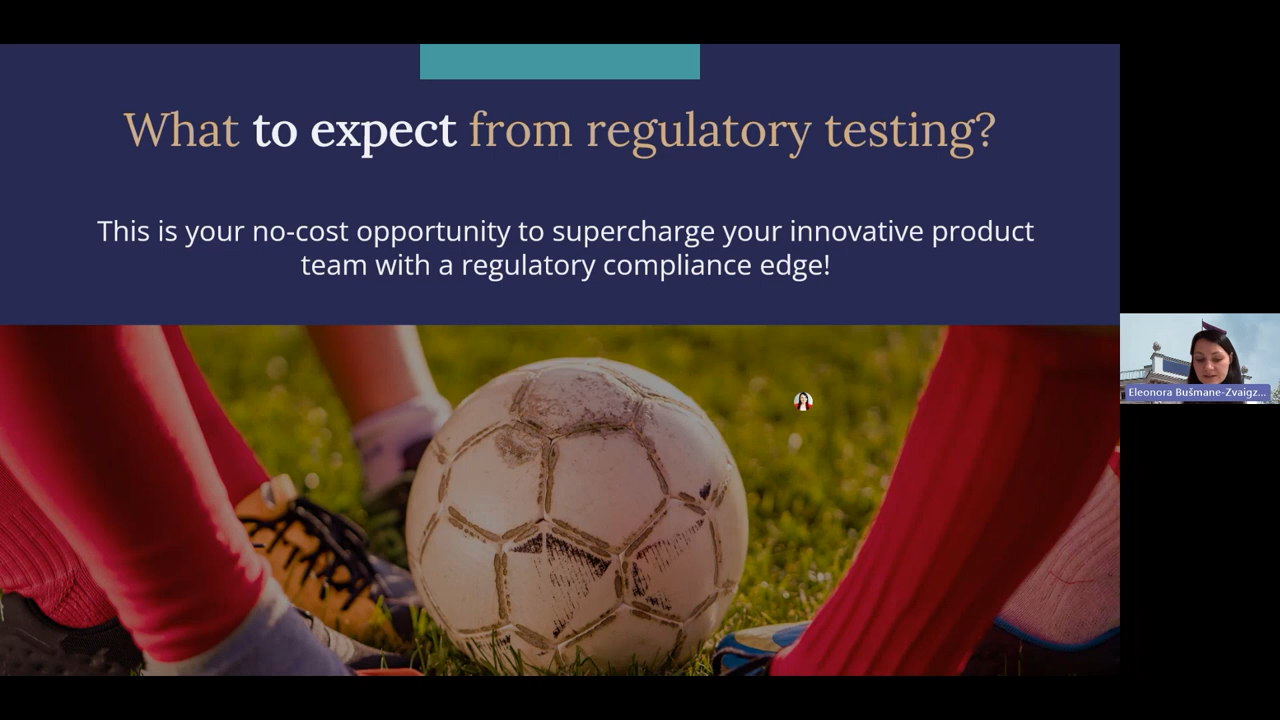 What to expect from regulatory testing?
This is your no-cost opportunity to supercharge your innovative product
team with a regulatory compliance edge!
Eleonora Bušmane-Zvaigz...